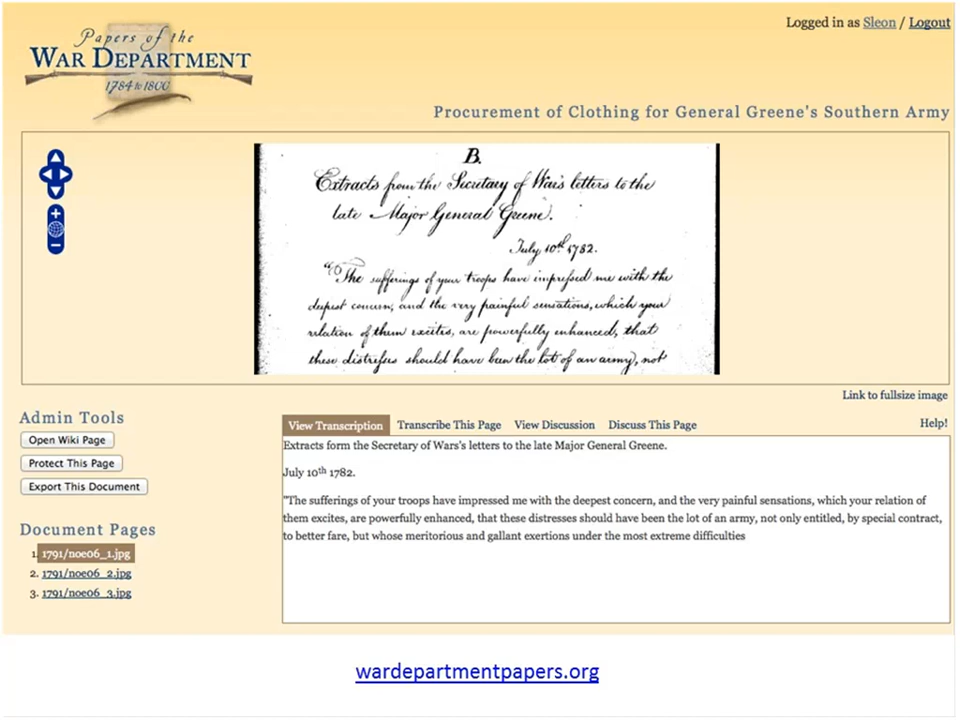 Logged in as Sleon / Logout
Papers of the
WAR DEPARTMENT
1784 to 1800
Procurement of Clothing for General Greene's Southern Army
B.
Extracts from the Secretary of War's letters to the
late Major General Greene.
July 10th 1782.
"The sufferings of your troops have impressed me with the
deepest concern, and the very painful sensations, which your
relation of them excites, are powerfully enhanced, that
these distresses should have been the lot of an army, not
Link to fullsize image
Admin Tools
Open Wiki Page
Protect This Page
Export This Document
Document Pages
1. 1791/noe06_1.jpg
2. 1791/noe06_2.jpg
3. 1791/noe06_3.jpg
View Transcription Transcribe This Page View Discussion Discuss This Page Help!
Extracts form the Secretary of Wars's letters to the late Major General Greene.
July 10th 1782.
"The sufferings of your troops have impressed me with the deepest concern, and the very painful sensations, which your relation of
them excites, are powerfully enhanced, that these distresses should have been the lot of an army, not only entitled, by special contract,
to better fare, but whose meritorious and gallant exertions under the most extreme difficulties
wardepartmentpapers.org